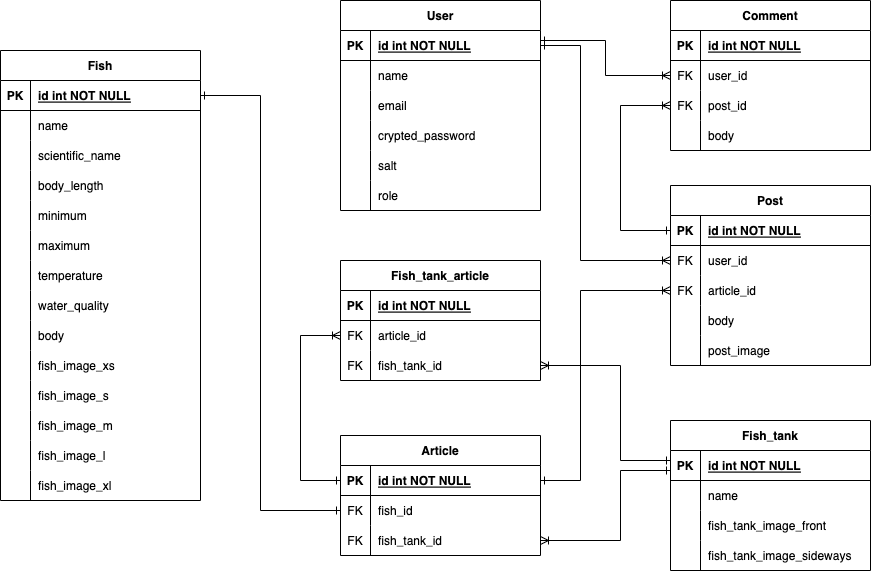 Fish
PK id int NOT NULL
name
scientific_name
body_length
minimum
maximum
temperature
water_quality
body
fish_image_xs
fish_image_s
fish_image_m
fish_image_l
fish_image_xl
User
PK id int NOT NULL
name
email
crypted_password
salt
role
Fish_tank_article
PK id int NOT NULL
FK article_id
FK fish_tank_id
Article
PK id int NOT NULL
FK fish_id
FK fish_tank_id
Comment
PK id int NOT NULL
FK user_id
FK post_id
body
Post
PK id int NOT NULL
FK user_id
FK article_id
body
post_image
Fish_tank
PK id int NOT NULL
name
fish_tank_image_front
fish_tank_image_sideways